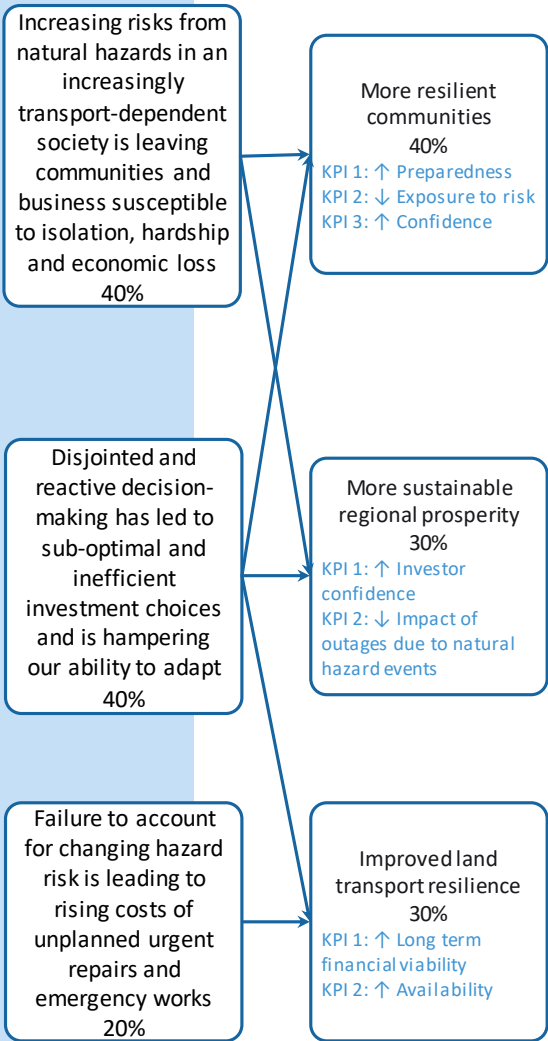 Increasing risks from
natural hazards in an
increasingly
transport-dependent
society is leaving
communities and
business susceptible
to isolation, hardship
and economic loss
40%
More resilient
communities
40%
KPI 1: ↑ Preparedness
KPI 2: ↓ Exposure to risk
KPI 3: ↑ Confidence
Disjointed and
reactive decision-
making has led to
sub-optimal and
inefficient
investment choices
and is hampering
our ability to adapt
40%
More sustainable
regional prosperity
30%
KPI 1: ↑ Investor
confidence
KPI 2: ↓ Impact of
outages due to natural
hazard events
Failure to account
for changing hazard
risk is leading to
rising costs of
unplanned urgent
repairs and
emergency works
20%
Improved land
transport resilience
30%
KPI 1: ↑ Long term
financial viability
KPI 2: ↑ Availability